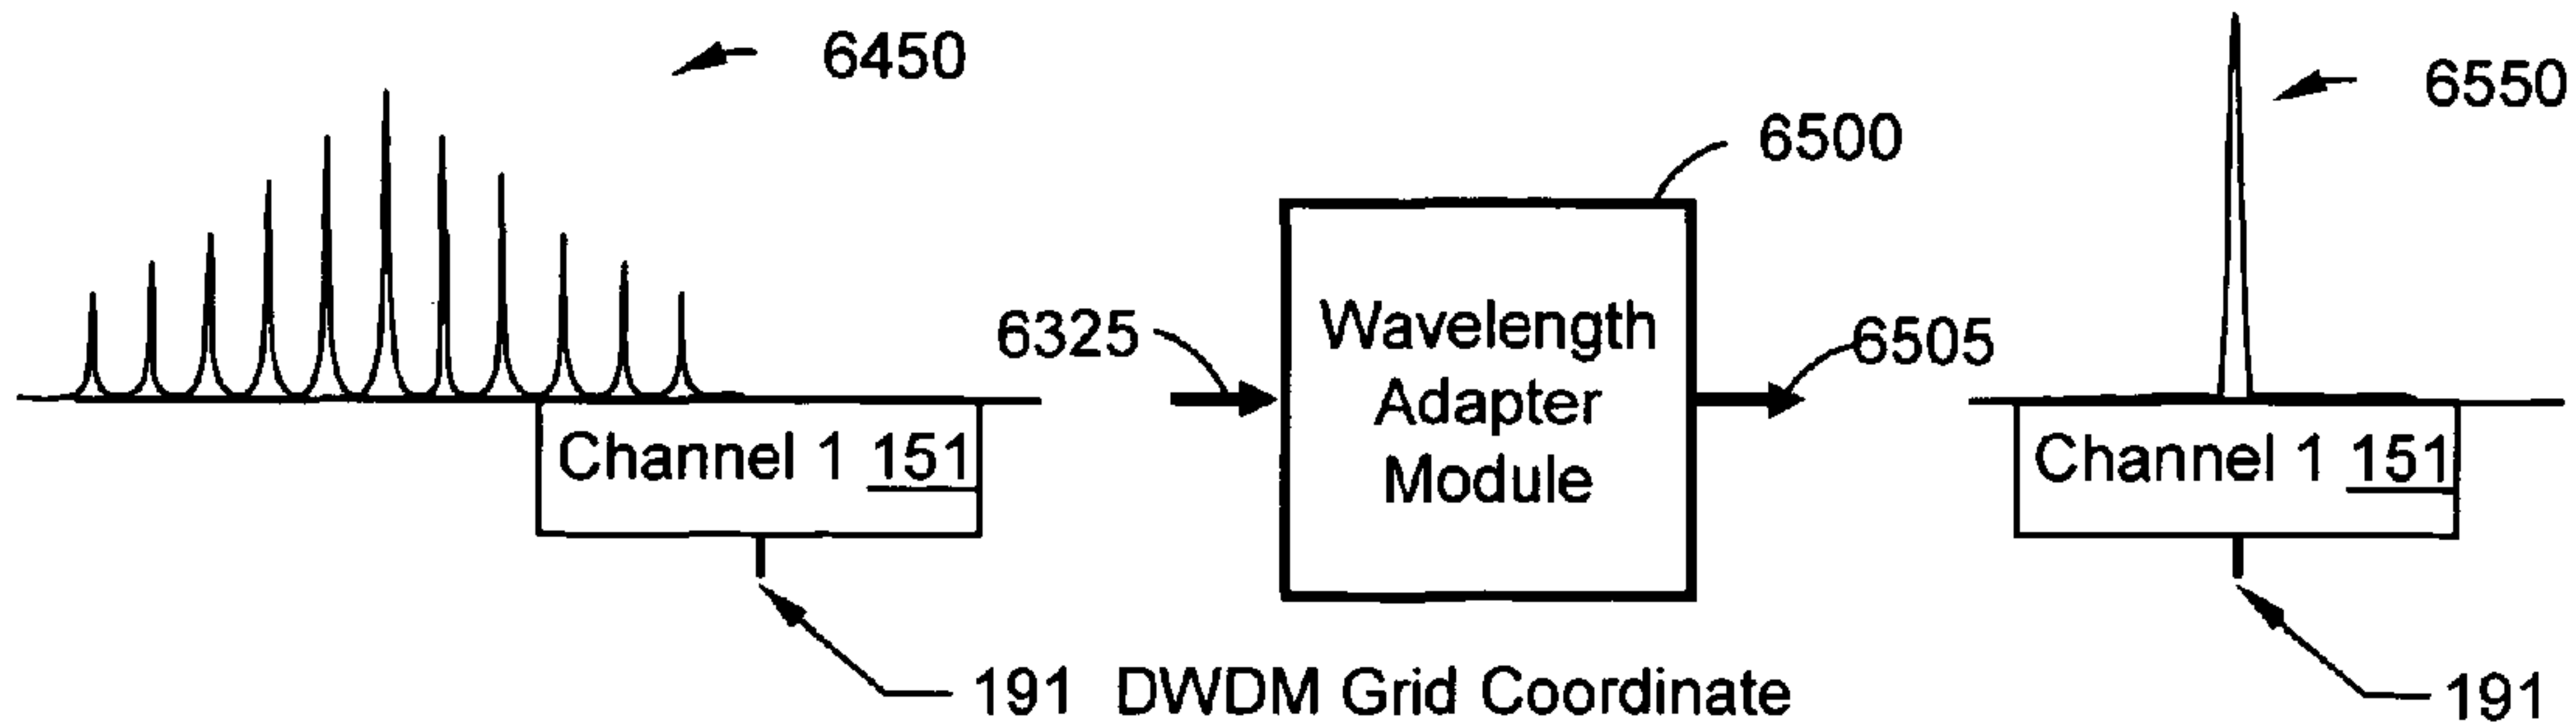 6450
6550
6500
6325
Wavelength
Adapter
Module
6505
Channel 1 151
Channel 1 151
191 DWDM Grid Coordinate
191